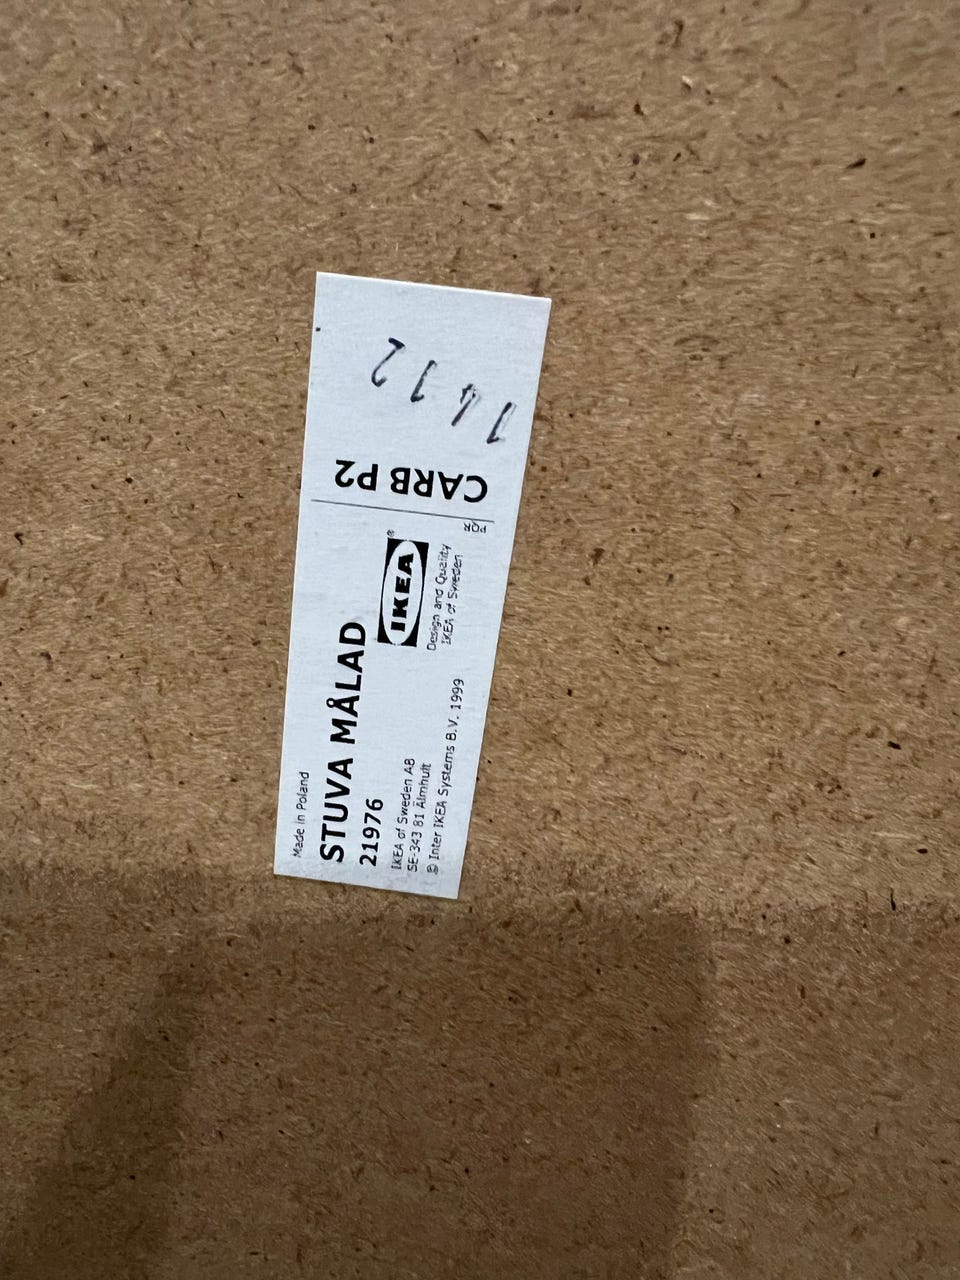 Made in Poland
STUVA MÅLAD
21976
IKEA of Sweden AB
SE-343 81 Älmhult
© Inter IKEA Systems B.V. 1999
IKEA®
Design and Quality
IKEA of Sweden
CARB P2
1412